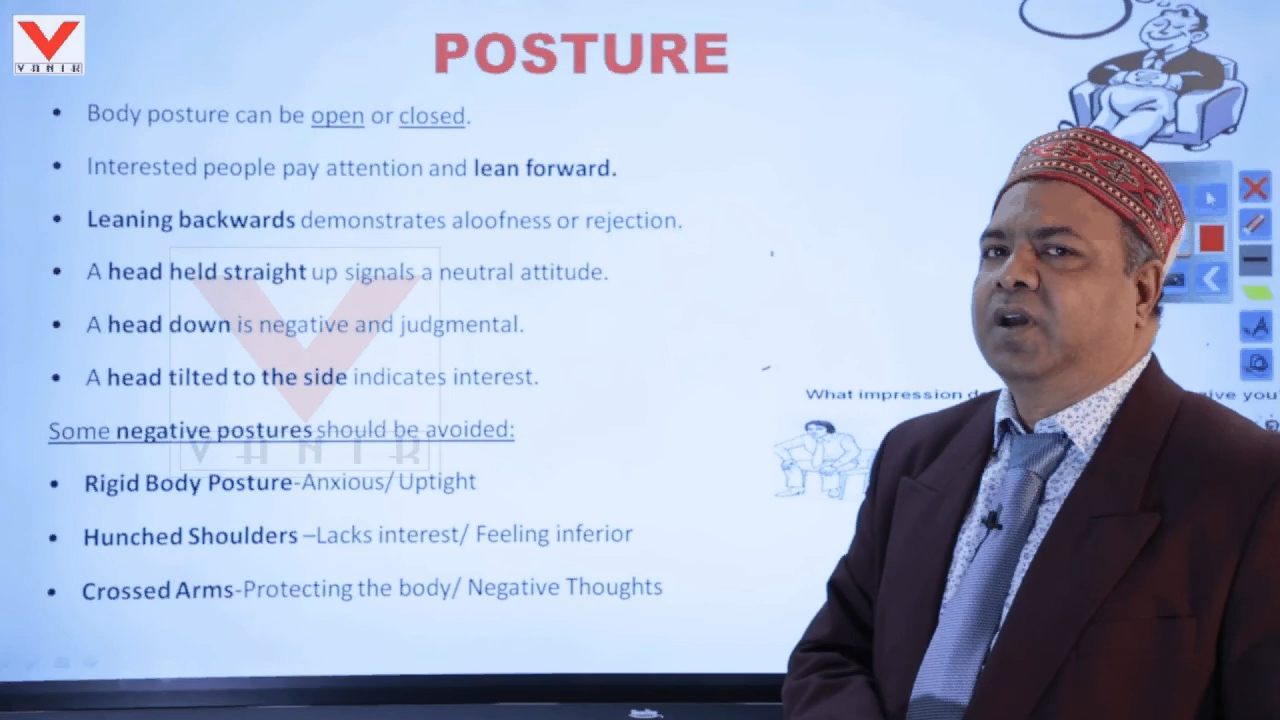 VANIK
POSTURE
• Body posture can be open or closed.
• Interested people pay attention and lean forward.
• Leaning backwards demonstrates aloofness or rejection.
• A head held straight up signals a neutral attitude.
• A head down is negative and judgmental.
• A head tilted to the side indicates interest.
What impression give you
Some negative postures should be avoided:
VANIK
• Rigid Body Posture-Anxious/ Uptight
• Hunched Shoulders –Lacks interest/ Feeling inferior
• Crossed Arms-Protecting the body/ Negative Thoughts